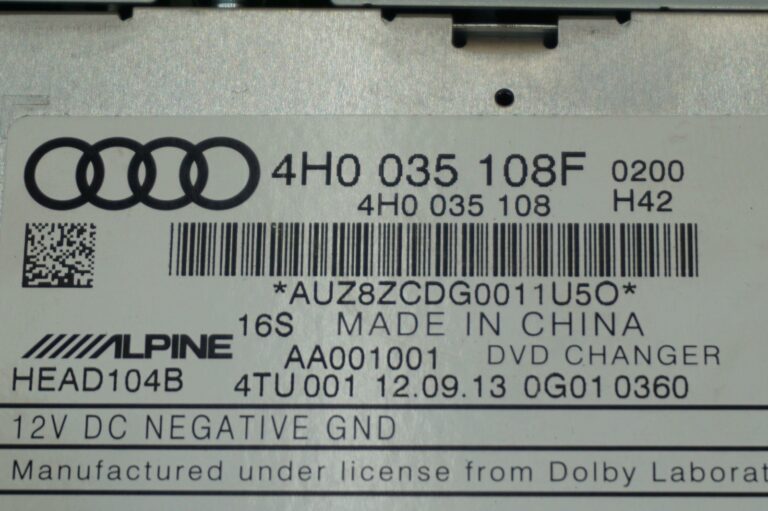 4H0 035 108F 0200
4H0 035 108 H42
*AUZ8ZCDG0011U5O*
16S MADE IN CHINA
ALPINE AA001001 DVD CHANGER
HEAD104B 4TU 001 12.09.13 0G01 0360
12V DC NEGATIVE GND
Manufactured under license from Dolby Laborat